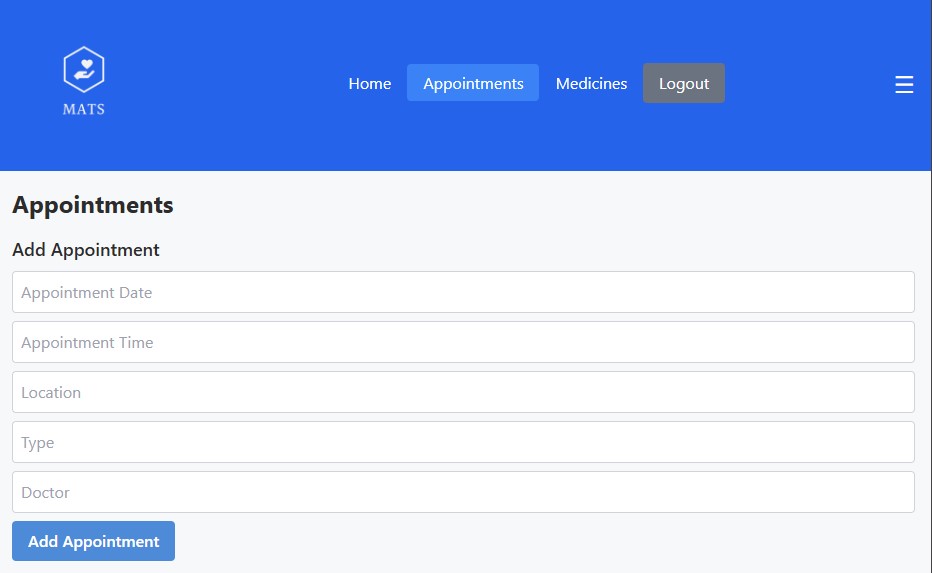 MATS
Home Appointments Medicines Logout
Appointments
Add Appointment
Appointment Date
Appointment Time
Location
Type
Doctor
Add Appointment